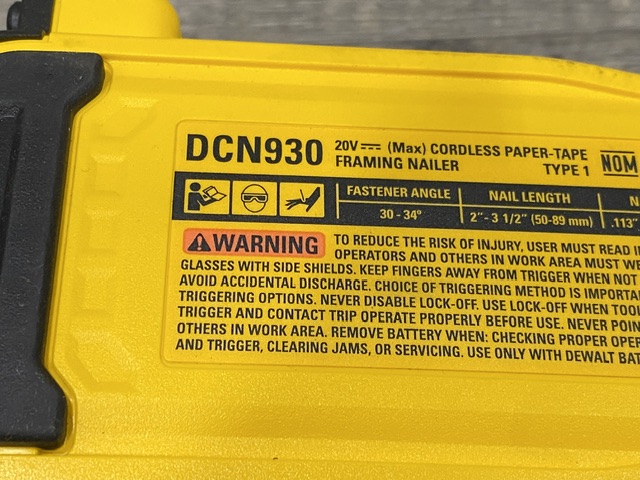 DCN930 20V (Max) CORDLESS PAPER-TAPE NOM
FRAMING NAILER TYPE 1
FASTENER ANGLE NAIL LENGTH
30 - 34° 2" - 3 1/2" (50-89 mm) .113"
WARNING TO REDUCE THE RISK OF INJURY, USER MUST READ
OPERATORS AND OTHERS IN WORK AREA MUST
GLASSES WITH SIDE SHIELDS. KEEP FINGERS AWAY FROM TRIGGER WHEN NOT
AVOID ACCIDENTAL DISCHARGE. CHOICE OF TRIGGERING METHOD IS
TRIGGERING OPTIONS. NEVER DISABLE LOCK-OFF. USE LOCK-OFF WHEN TOOL
TRIGGER AND CONTACT TRIP OPERATE PROPERLY BEFORE USE. NEVER
OTHERS IN WORK AREA. REMOVE BATTERY WHEN: CHECKING PROPER
AND TRIGGER, CLEARING JAMS, OR SERVICING. USE ONLY WITH DEWALT